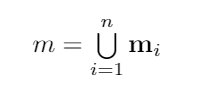 m = ⋃_{i=1}^{n} 𝐦_i